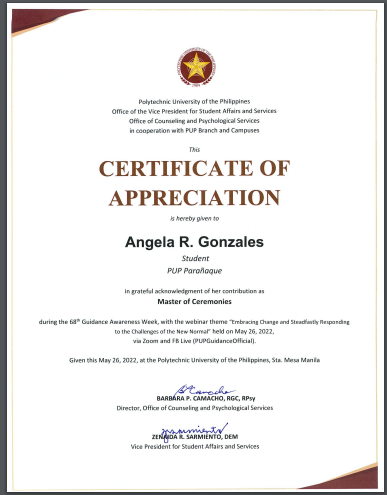 Polytechnic University of the Philippines
Office of the Vice President for Student Affairs and Services
Office of Counseling and Psychological Services
in cooperation with PUP Branch and Campuses
This
CERTIFICATE OF
APPRECIATION
is hereby given to
Angela R. Gonzales
Student
PUP Parañaque
in grateful acknowledgment of her contribution as
Master of Ceremonies
during the 68th Guidance Awareness Week, with the webinar theme "Embracing Change and Steadfastly Responding
to the Challenges of the New Normal" held on May 26, 2022,
via Zoom and FB Live (PUPGuidanceOfficial).
Given this May 26, 2022, at the Polytechnic University of the Philippines, Sta. Mesa Manila
BARBARA P. CAMACHO, RGC, RPsy
Director, Office of Counseling and Psychological Services
ZENAIDA R. SARMIENTO, DEM
Vice President for Student Affairs and Services